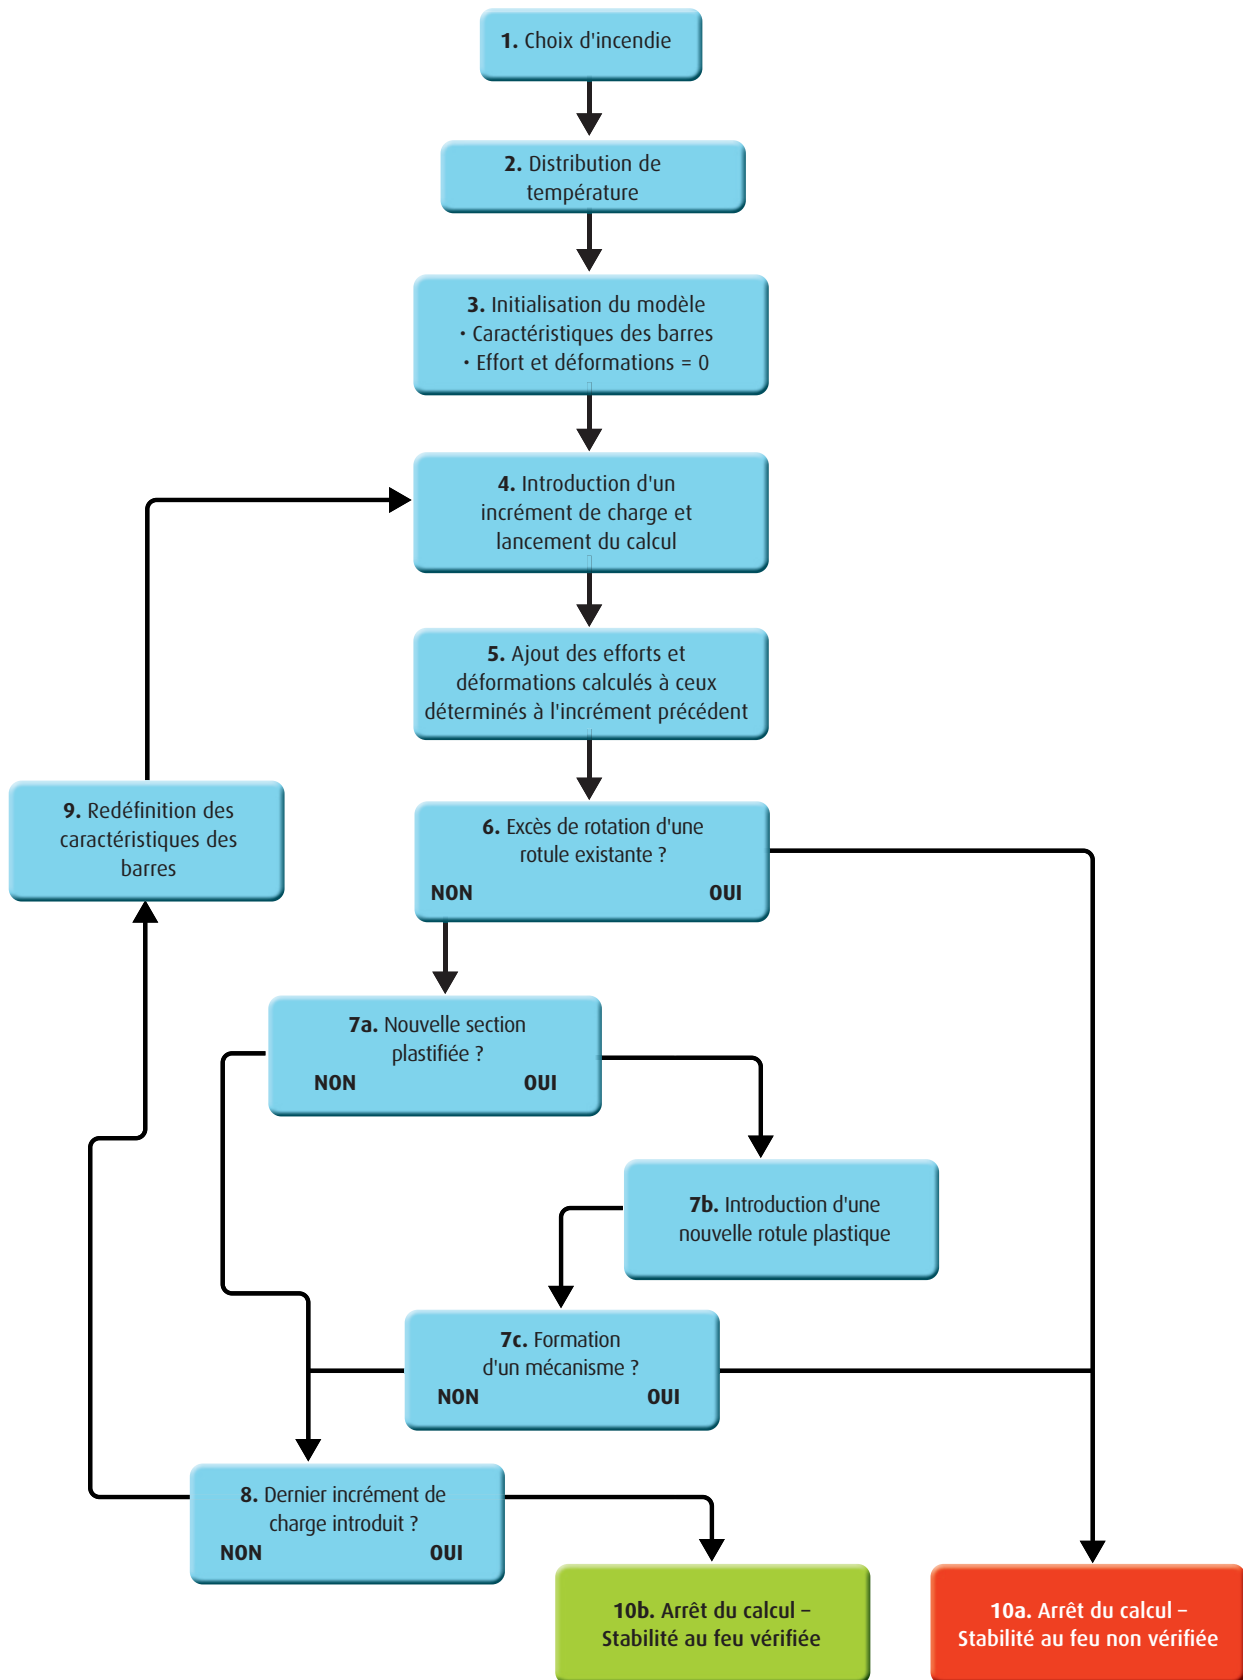 1. Choix d'incendie
2. Distribution de
température
3. Initialisation du modèle
• Caractéristiques des barres
• Effort et déformations = 0
4. Introduction d'un
incrément de charge et
lancement du calcul
5. Ajout des efforts et
déformations calculés à ceux
déterminés à l'incrément précédent
9. Redéfinition des
caractéristiques des
barres
6. Excès de rotation d'une
rotule existante ?
NON OUI
7a. Nouvelle section
plastifiée ?
NON OUI
7b. Introduction d'une
nouvelle rotule plastique
7c. Formation
d'un mécanisme ?
NON OUI
8. Dernier incrément de
charge introduit ?
NON OUI
10b. Arrêt du calcul –
Stabilité au feu vérifiée
10a. Arrêt du calcul –
Stabilité au feu non vérifiée